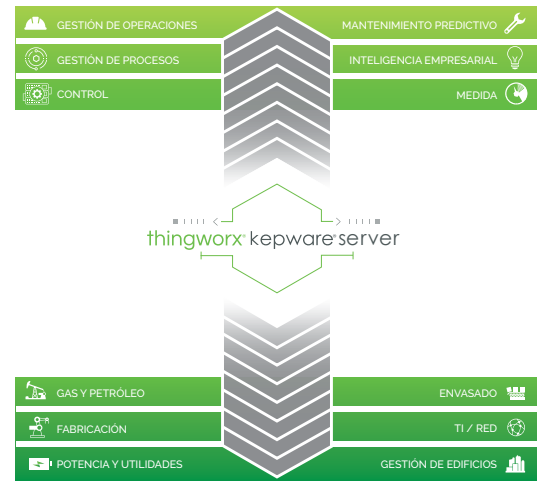 GESTIÓN DE OPERACIONES
MANTENIMIENTO PREDICTIVO
GESTIÓN DE PROCESOS
INTELIGENCIA EMPRESARIAL
CONTROL
MEDIDA
thingworx® kepware® server
GAS Y PETRÓLEO
ENVASADO
FABRICACIÓN
TI / RED
POTENCIA Y UTILIDADES
GESTIÓN DE EDIFICIOS